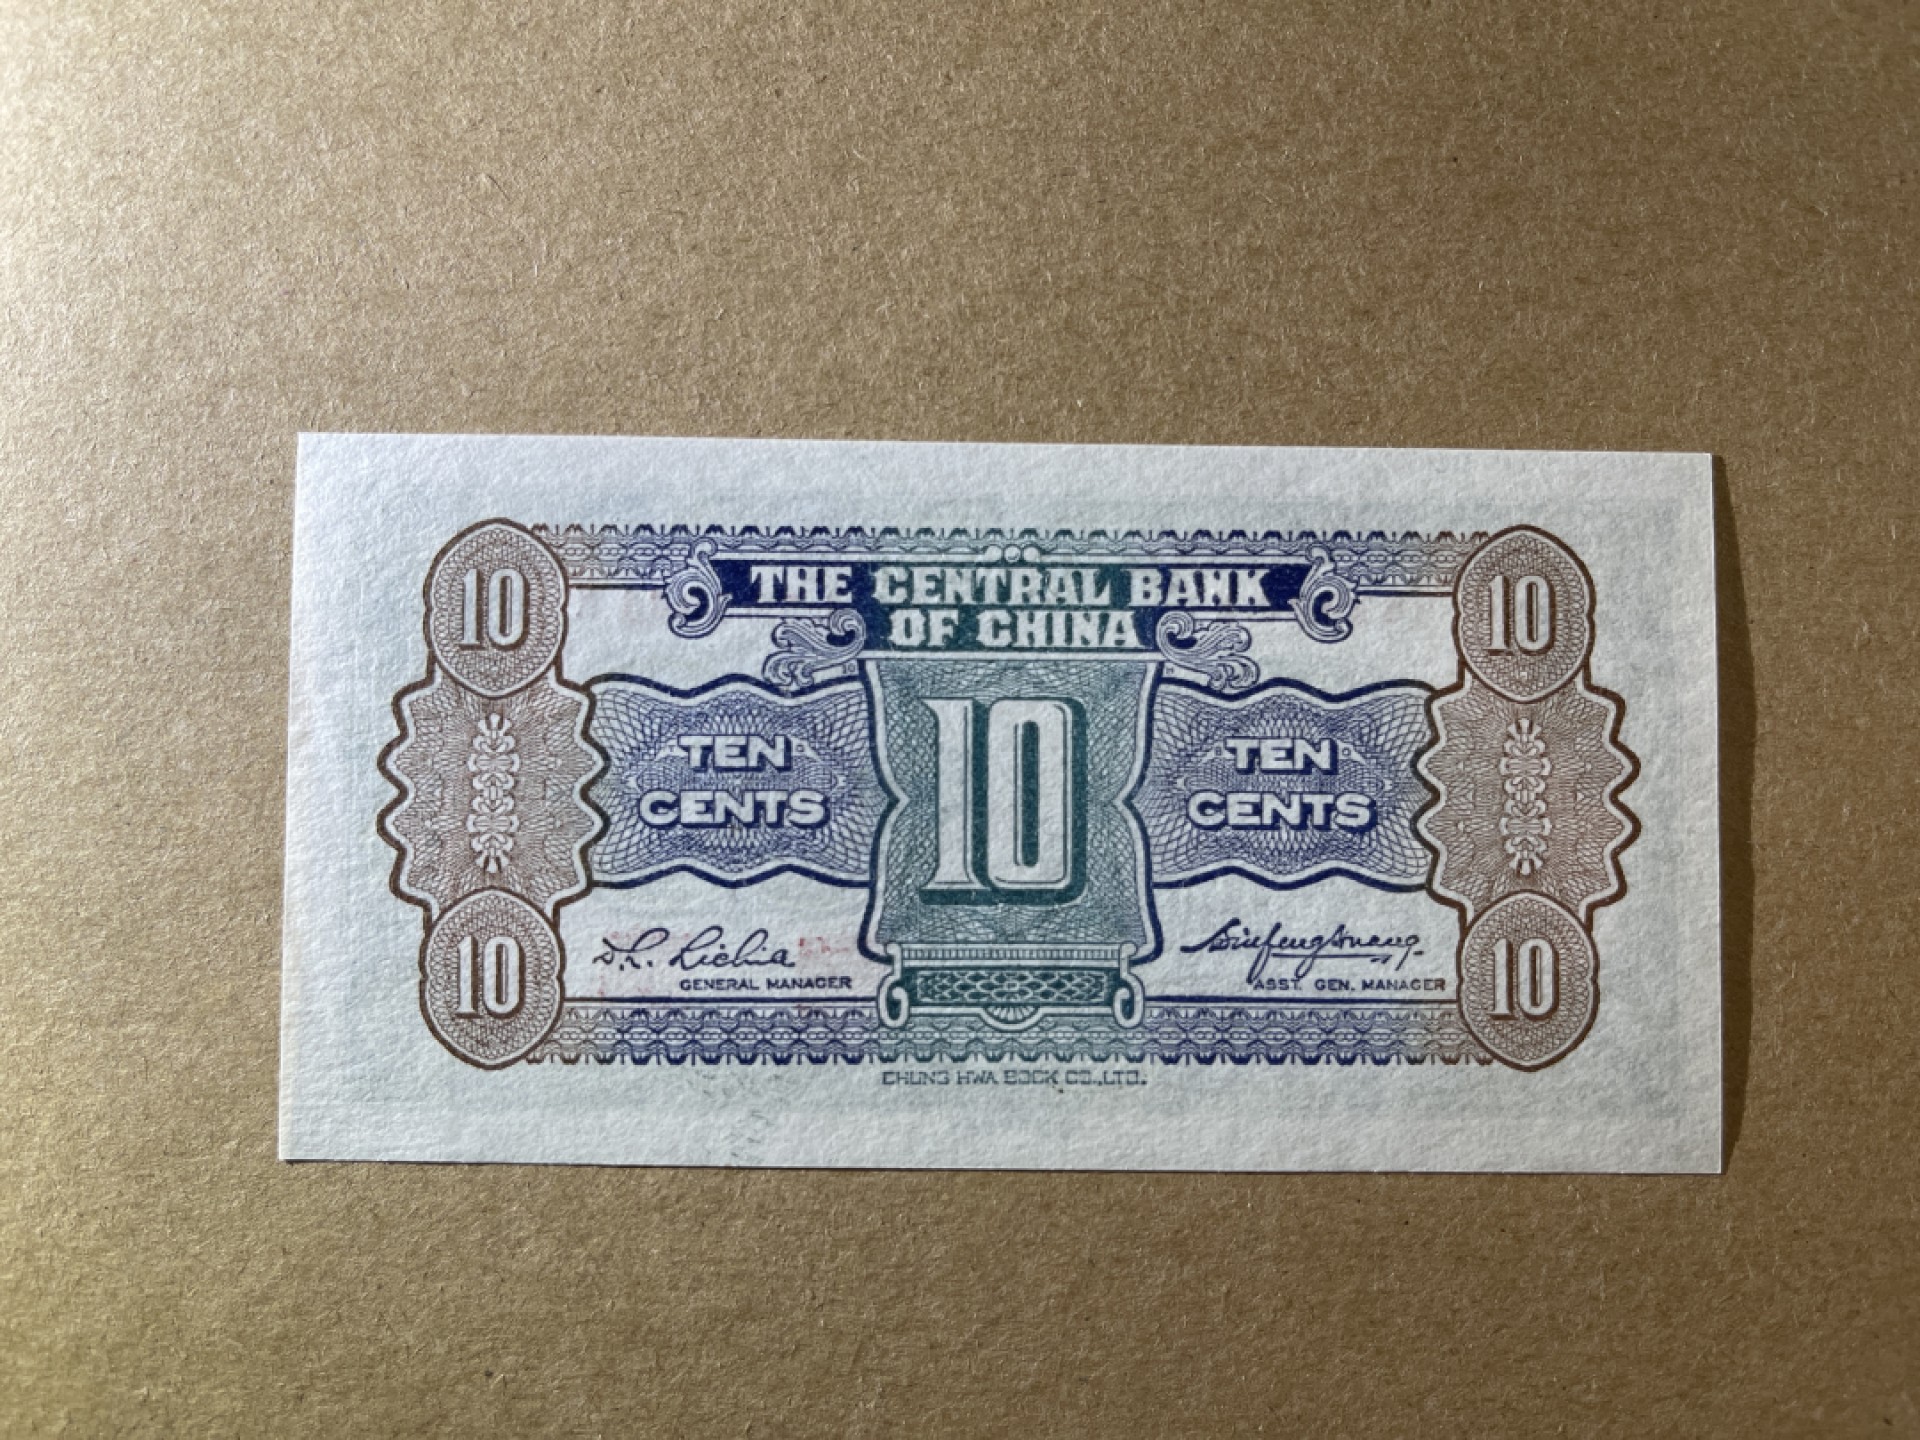 10
10
THE CENTRAL BANK
OF CHINA
TEN
CENTS
10
TEN
CENTS
GENERAL MANAGER
ASST. GEN. MANAGER
10
10
CHUNG HWA BOOK CO.,LTD.